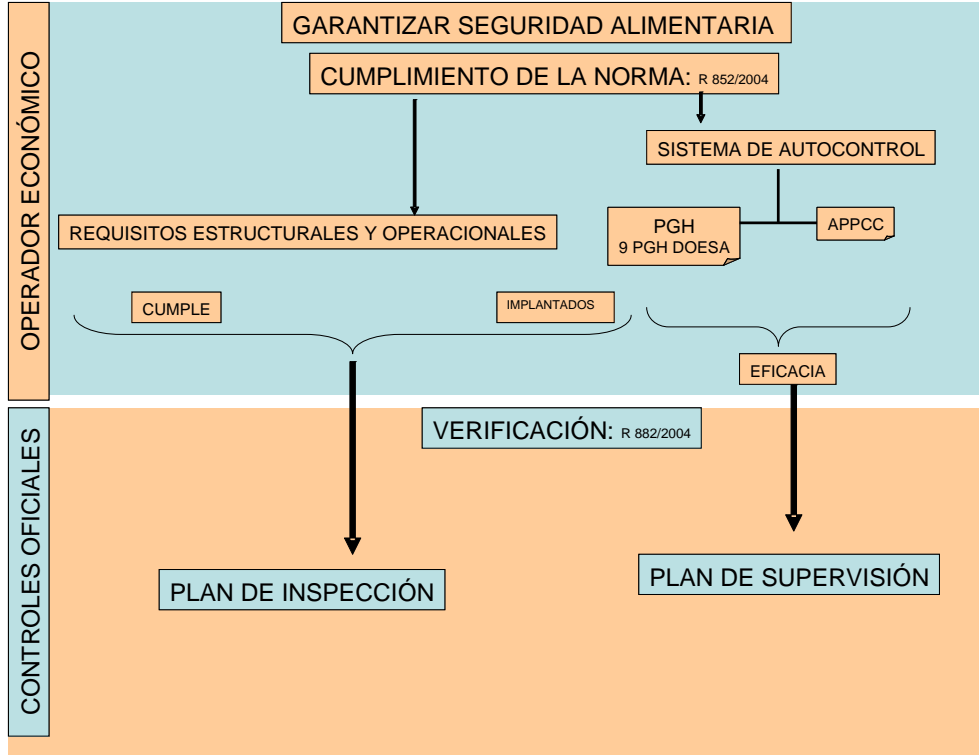 GARANTIZAR SEGURIDAD ALIMENTARIA
CUMPLIMIENTO DE LA NORMA: R 852/2004
SISTEMA DE AUTOCONTROL
OPERADOR ECONÓMICO
REQUISITOS ESTRUCTURALES Y OPERACIONALES
PGH
9 PGH DOESA
APPCC
CUMPLE
IMPLANTADOS
EFICACIA
CONTROLES OFICIALES
VERIFICACIÓN: R 882/2004
PLAN DE INSPECCIÓN
PLAN DE SUPERVISIÓN